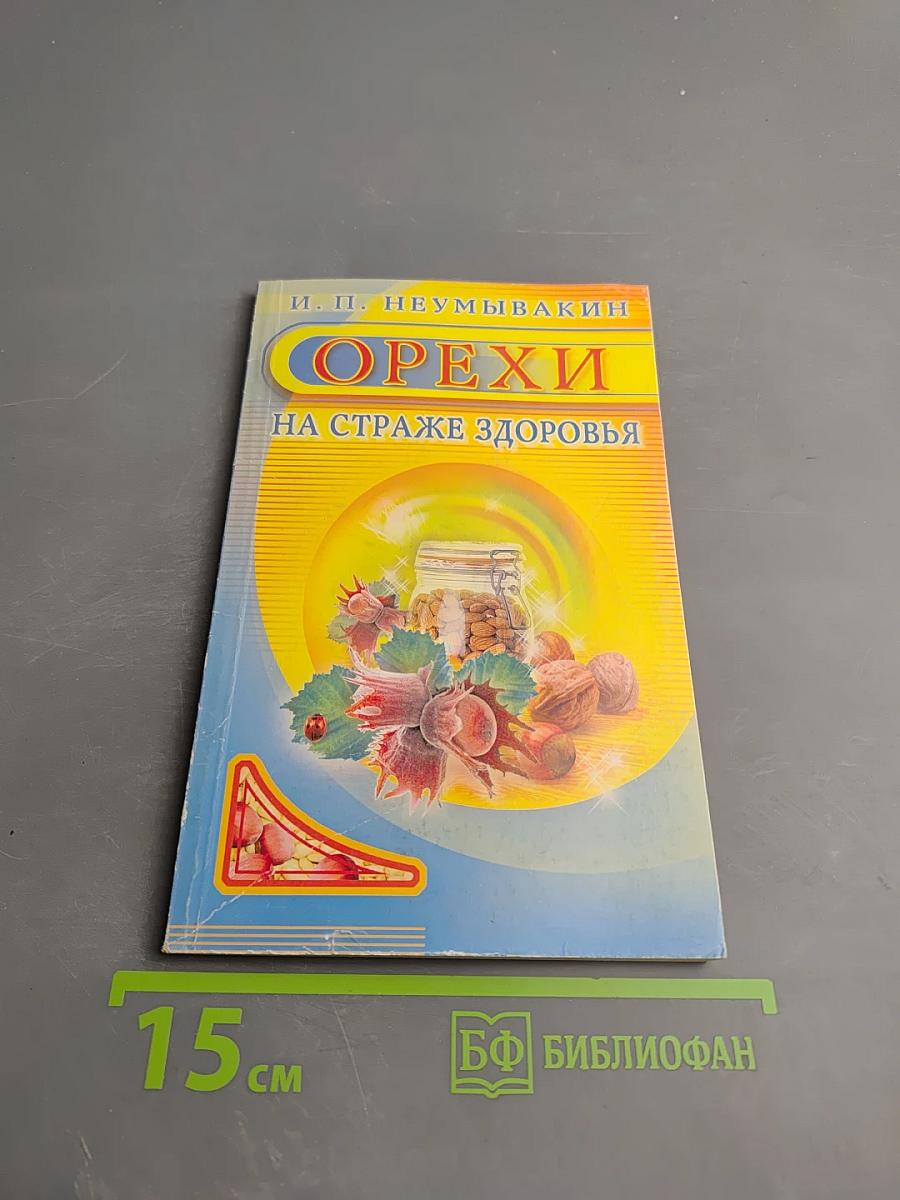 И. П. НЕУМЫВАКИН
ОРЕХИ
НА СТРАЖЕ ЗДОРОВЬЯ
15 см
БФ БИБЛИОФАН